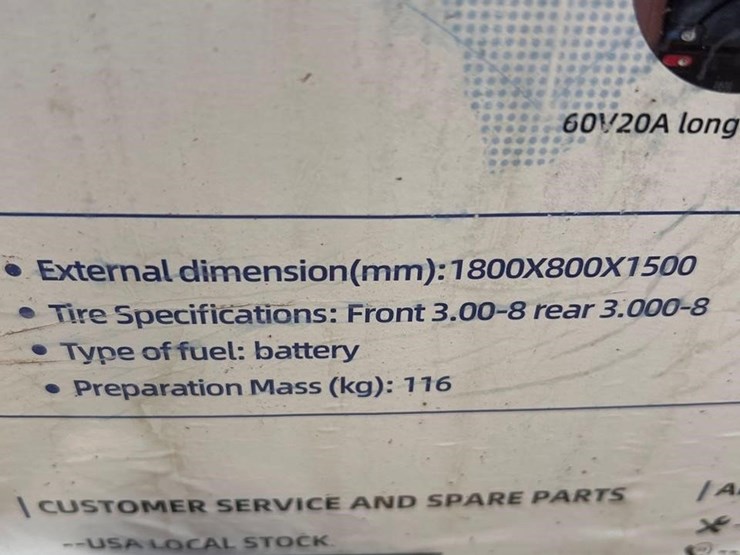 60V20A long
• External dimension(mm):1800X800X1500
• Tire Specifications: Front 3.00-8 rear 3.000-8
• Type of fuel: battery
• Preparation Mass (kg): 116
| CUSTOMER SERVICE AND SPARE PARTS
--USA LOCAL STOCK